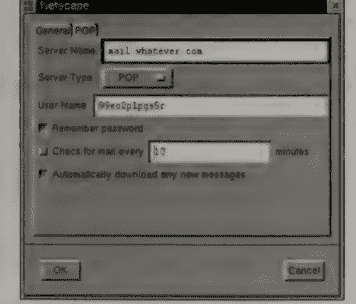 Netscape
General POP
Server Name mail.whatever.com
Server Type POP
User Name
Remember password
Check for mail every 10 minutes
Automatically download any new messages
OK Cancel